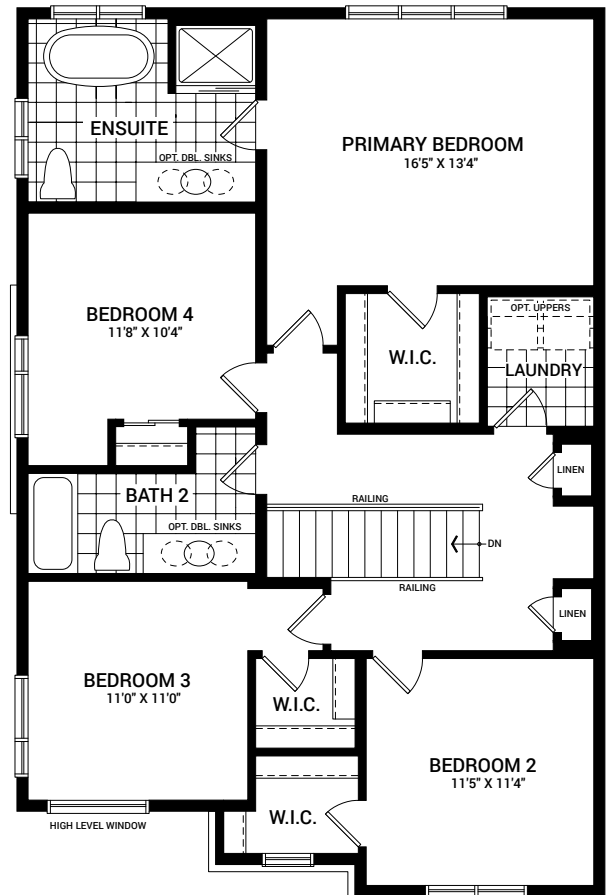 ENSUITE
OPT. DBL. SINKS
PRIMARY BEDROOM
16'5" X 13'4"
BEDROOM 4
11'8" X 10'4"
W.I.C.
OPT. UPPERS
LAUNDRY
LINEN
BATH 2
OPT. DBL. SINKS
RAILING
DN
RAILING
LINEN
BEDROOM 3
11'0" X 11'0"
W.I.C.
BEDROOM 2
11'5" X 11'4"
W.I.C.
HIGH LEVEL WINDOW